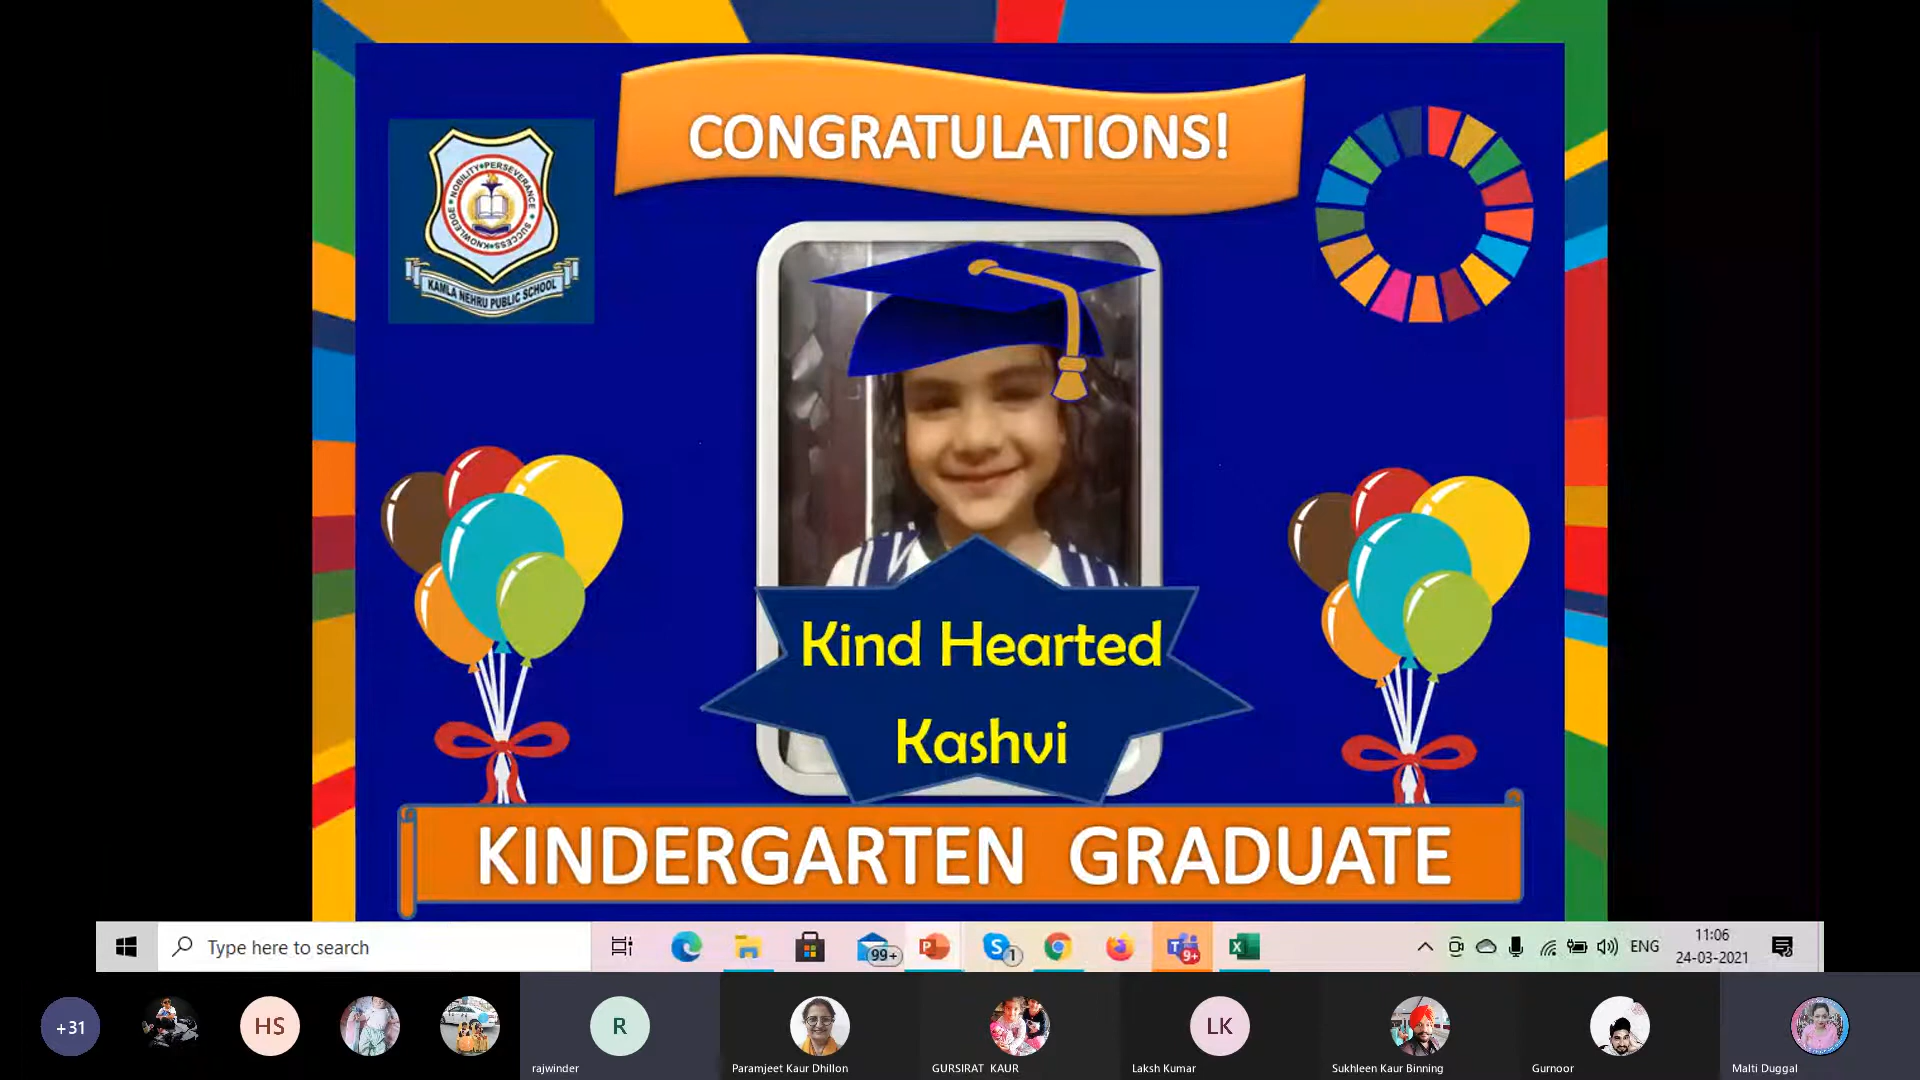 CONGRATULATIONS!
NOBILITY PERSEVERANCE SUCCESS KNOWLEDGE
KAMLA NEHRU PUBLIC SCHOOL
Kind Hearted
Kashvi
KINDERGARTEN GRADUATE
Type here to search
99+
1
9+
ENG
11:06
24-03-2021
+31
HS
R
LK
rajwinder
Paramjeet Kaur Dhillon
GURSIRAT KAUR
Laksh Kumar
Sukhleen Kaur Binning
Gurnoor
Malti Duggal